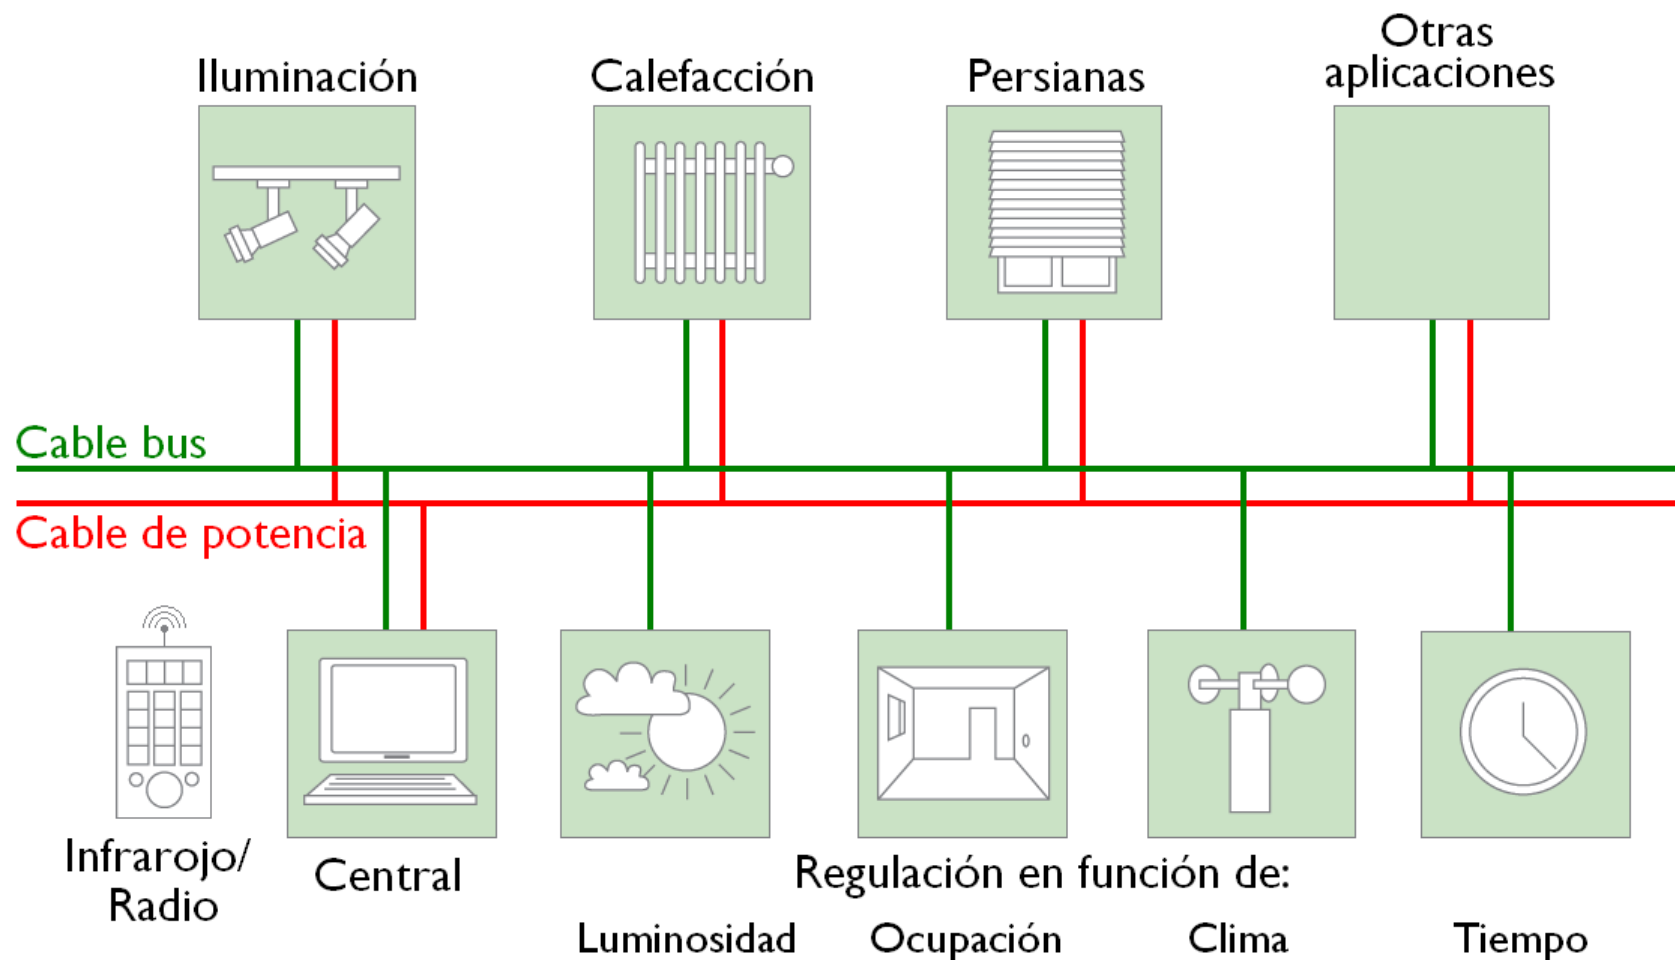 Iluminación
Calefacción
Persianas
Otras
aplicaciones
Cable bus
Cable de potencia
Infrarojo/
Radio
Central
Regulación en función de:
Luminosidad
Ocupación
Clima
Tiempo